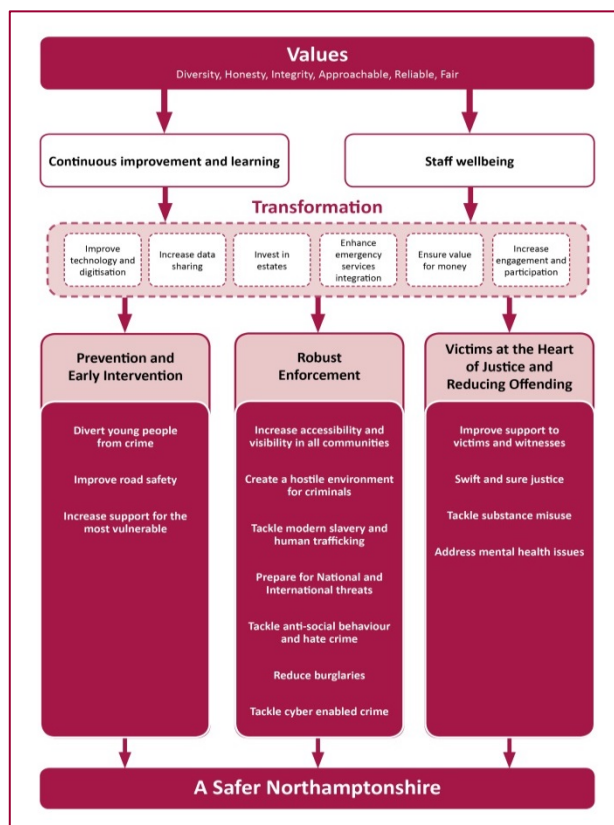 Values
Diversity, Honesty, Integrity, Approachable, Reliable, Fair
Continuous improvement and learning
Staff wellbeing
Transformation
Improve
technology and
digitisation
Increase data
sharing
Invest in
estates
Enhance
emergency
services
integration
Ensure value
for money
Increase
engagement and
participation
Prevention and
Early Intervention
Divert young people
from crime
Improve road safety
Increase support for the
most vulnerable
Robust
Enforcement
Increase accessibility and
visibility in all communities
Create a hostile environment
for criminals
Tackle modern slavery and
human trafficking
Prepare for National and
International threats
Tackle anti-social behaviour
and hate crime
Reduce burglaries
Tackle cyber enabled crime
Victims at the Heart
of Justice and
Reducing Offending
Improve support to
victims and witnesses
Swift and sure justice
Tackle substance misuse
Address mental health issues
A Safer Northamptonshire